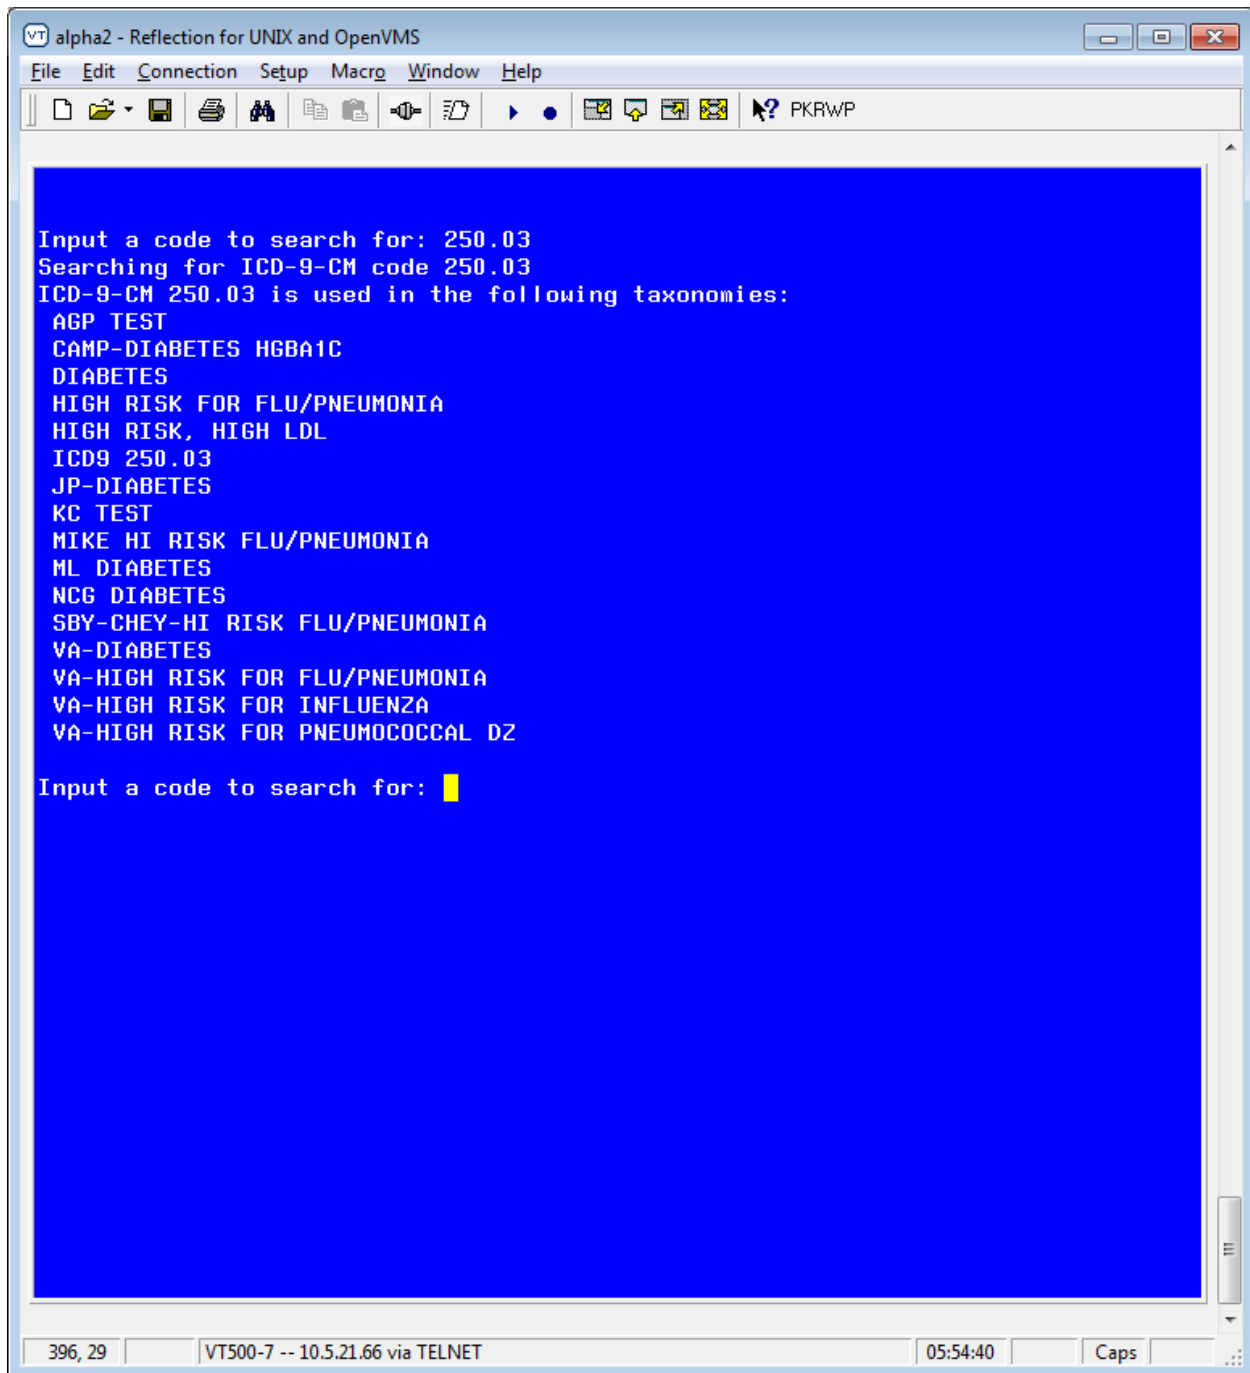 VT alpha2 - Reflection for UNIX and OpenVMS
File Edit Connection Setup Macro Window Help
PKRWP
Input a code to search for: 250.03
Searching for ICD-9-CM code 250.03
ICD-9-CM 250.03 is used in the following taxonomies:
AGP TEST
CAMP-DIABETES HGBA1C
DIABETES
HIGH RISK FOR FLU/PNEUMONIA
HIGH RISK, HIGH LDL
ICD9 250.03
JP-DIABETES
KC TEST
MIKE HI RISK FLU/PNEUMONIA
ML DIABETES
NCG DIABETES
SBY-CHEY-HI RISK FLU/PNEUMONIA
VA-DIABETES
VA-HIGH RISK FOR FLU/PNEUMONIA
VA-HIGH RISK FOR INFLUENZA
VA-HIGH RISK FOR PNEUMOCOCCAL DZ
Input a code to search for:
396, 29 VT500-7 -- 10.5.21.66 via TELNET 05:54:40 Caps